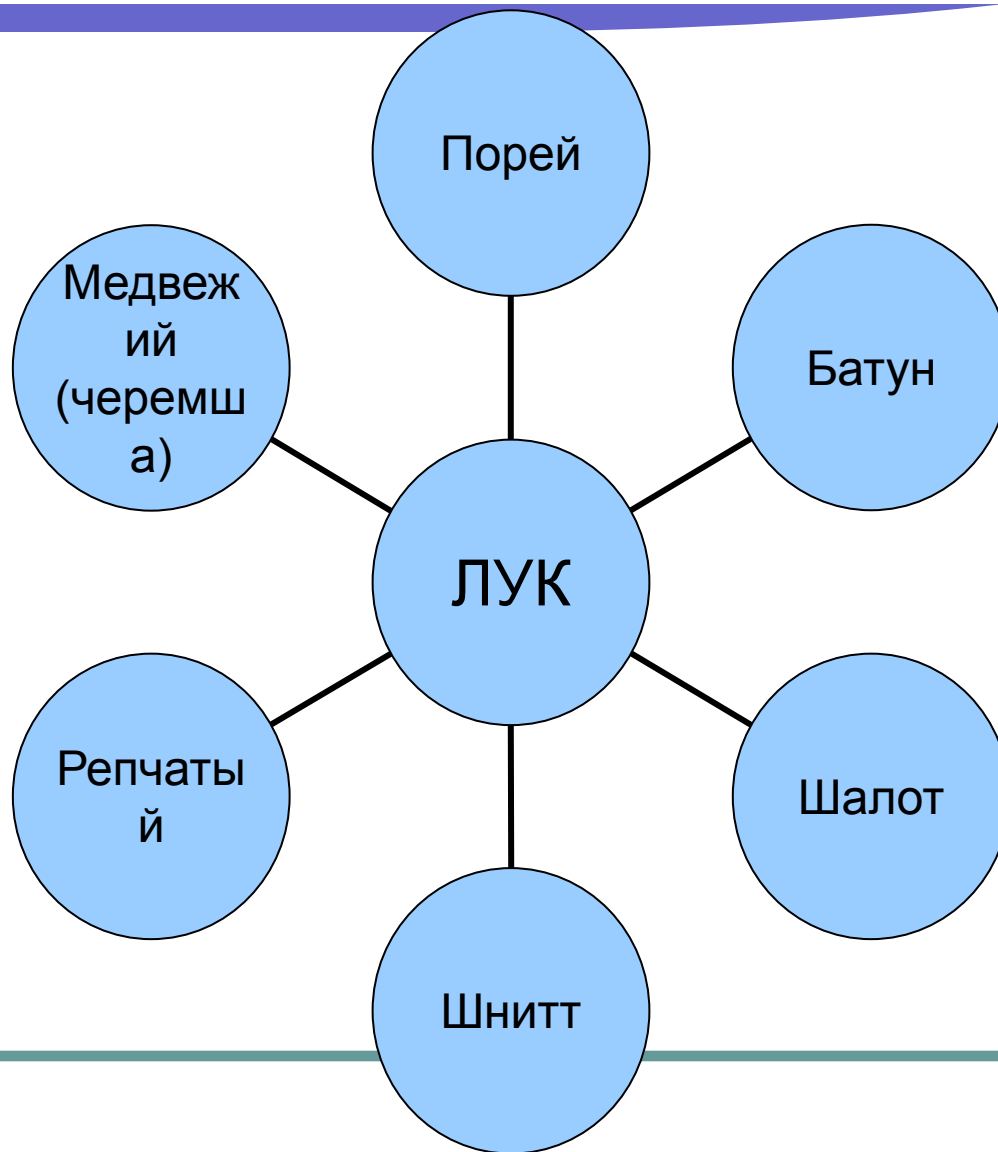 Порей
Медвеж
ий
(черемш
а)
Батун
ЛУК
Репчаты
й
Шалот
Шнитт